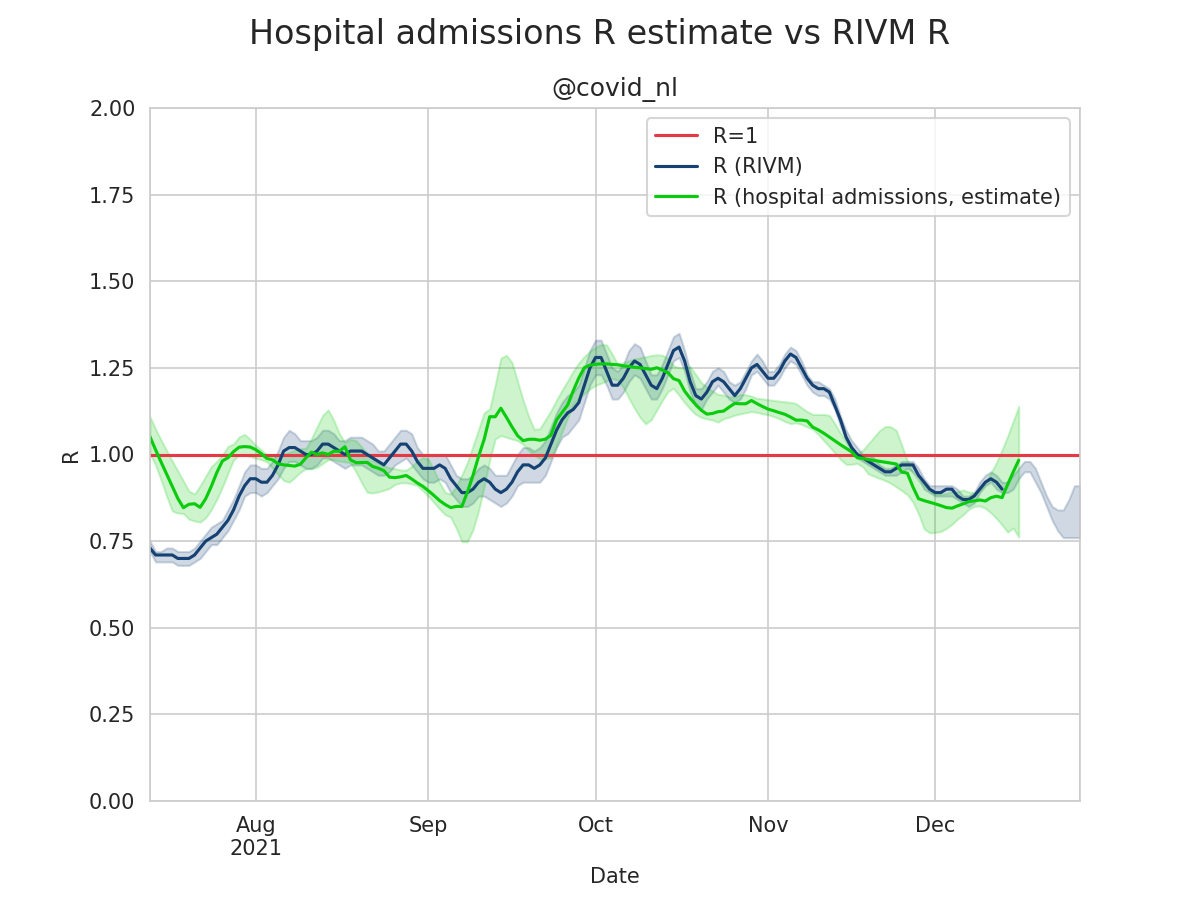 Hospital admissions R estimate vs RIVM R
@covid_nl
R=1
R (RIVM)
R (hospital admissions, estimate)
2.00
1.75
1.50
1.25
1.00
0.75
0.50
0.25
0.00
R
Aug Sep Oct Nov Dec
2021
Date